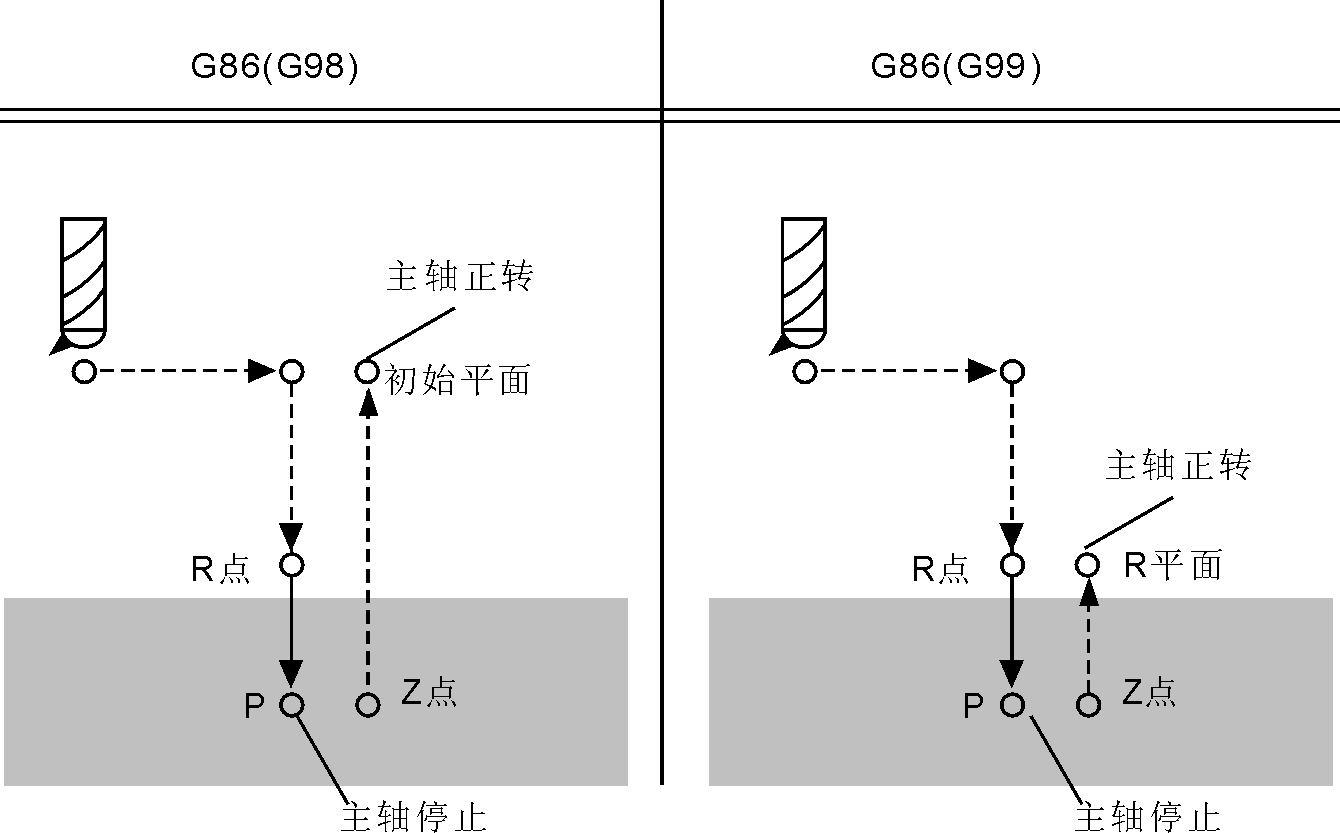 G86(G98)
G86(G99)
主轴正转
初始平面
R点
P
Z点
主轴停止
主轴正转
R点
R平面
P
Z点
主轴停止